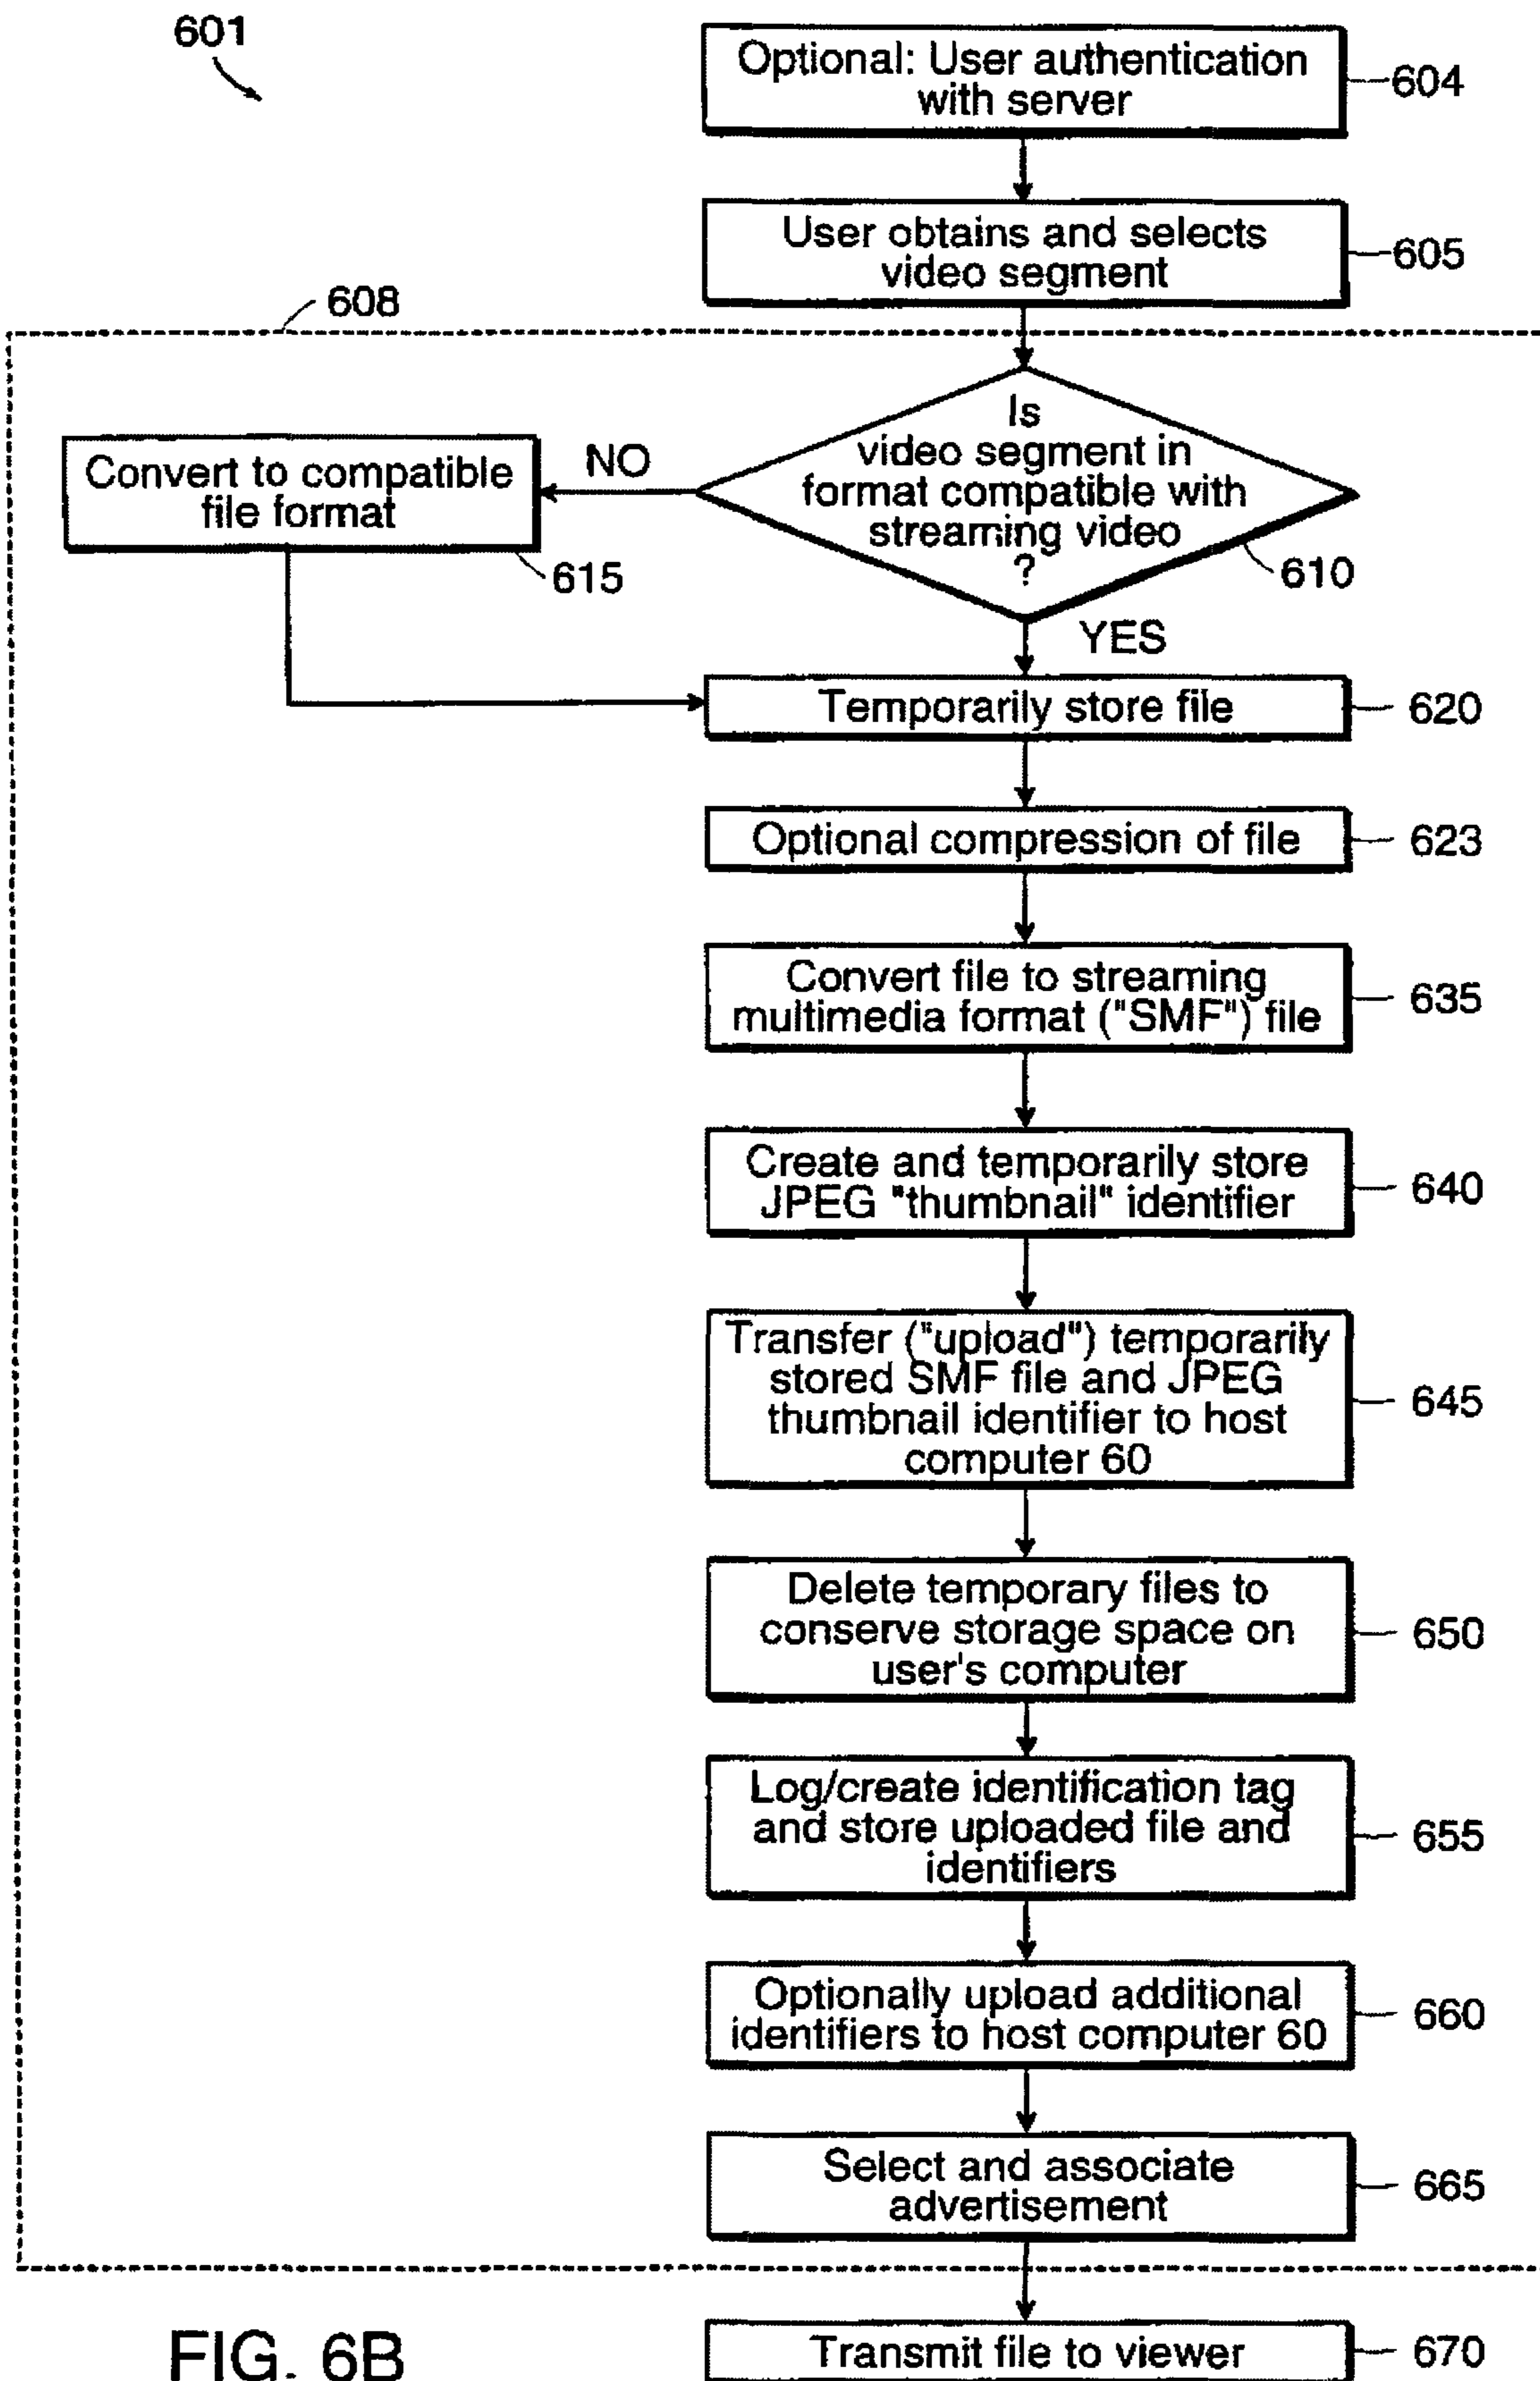 601
Optional: User authentication
with server
604
User obtains and selects
video segment
605
608
Is
video segment in
format compatible with
streaming video
?
610
NO
Convert to compatible
file format
615
YES
Temporarily store file
620
Optional compression of file
623
Convert file to streaming
multimedia format ("SMF") file
635
Create and temporarily store
JPEG "thumbnail" identifier
640
Transfer ("upload") temporarily
stored SMF file and JPEG
thumbnail identifier to host
computer 60
645
Delete temporary files to
conserve storage space on
user's computer
650
Log/create identification tag
and store uploaded file and
identifiers
655
Optionally upload additional
identifiers to host computer 60
660
Select and associate
advertisement
665
Transmit file to viewer
670
FIG. 6B